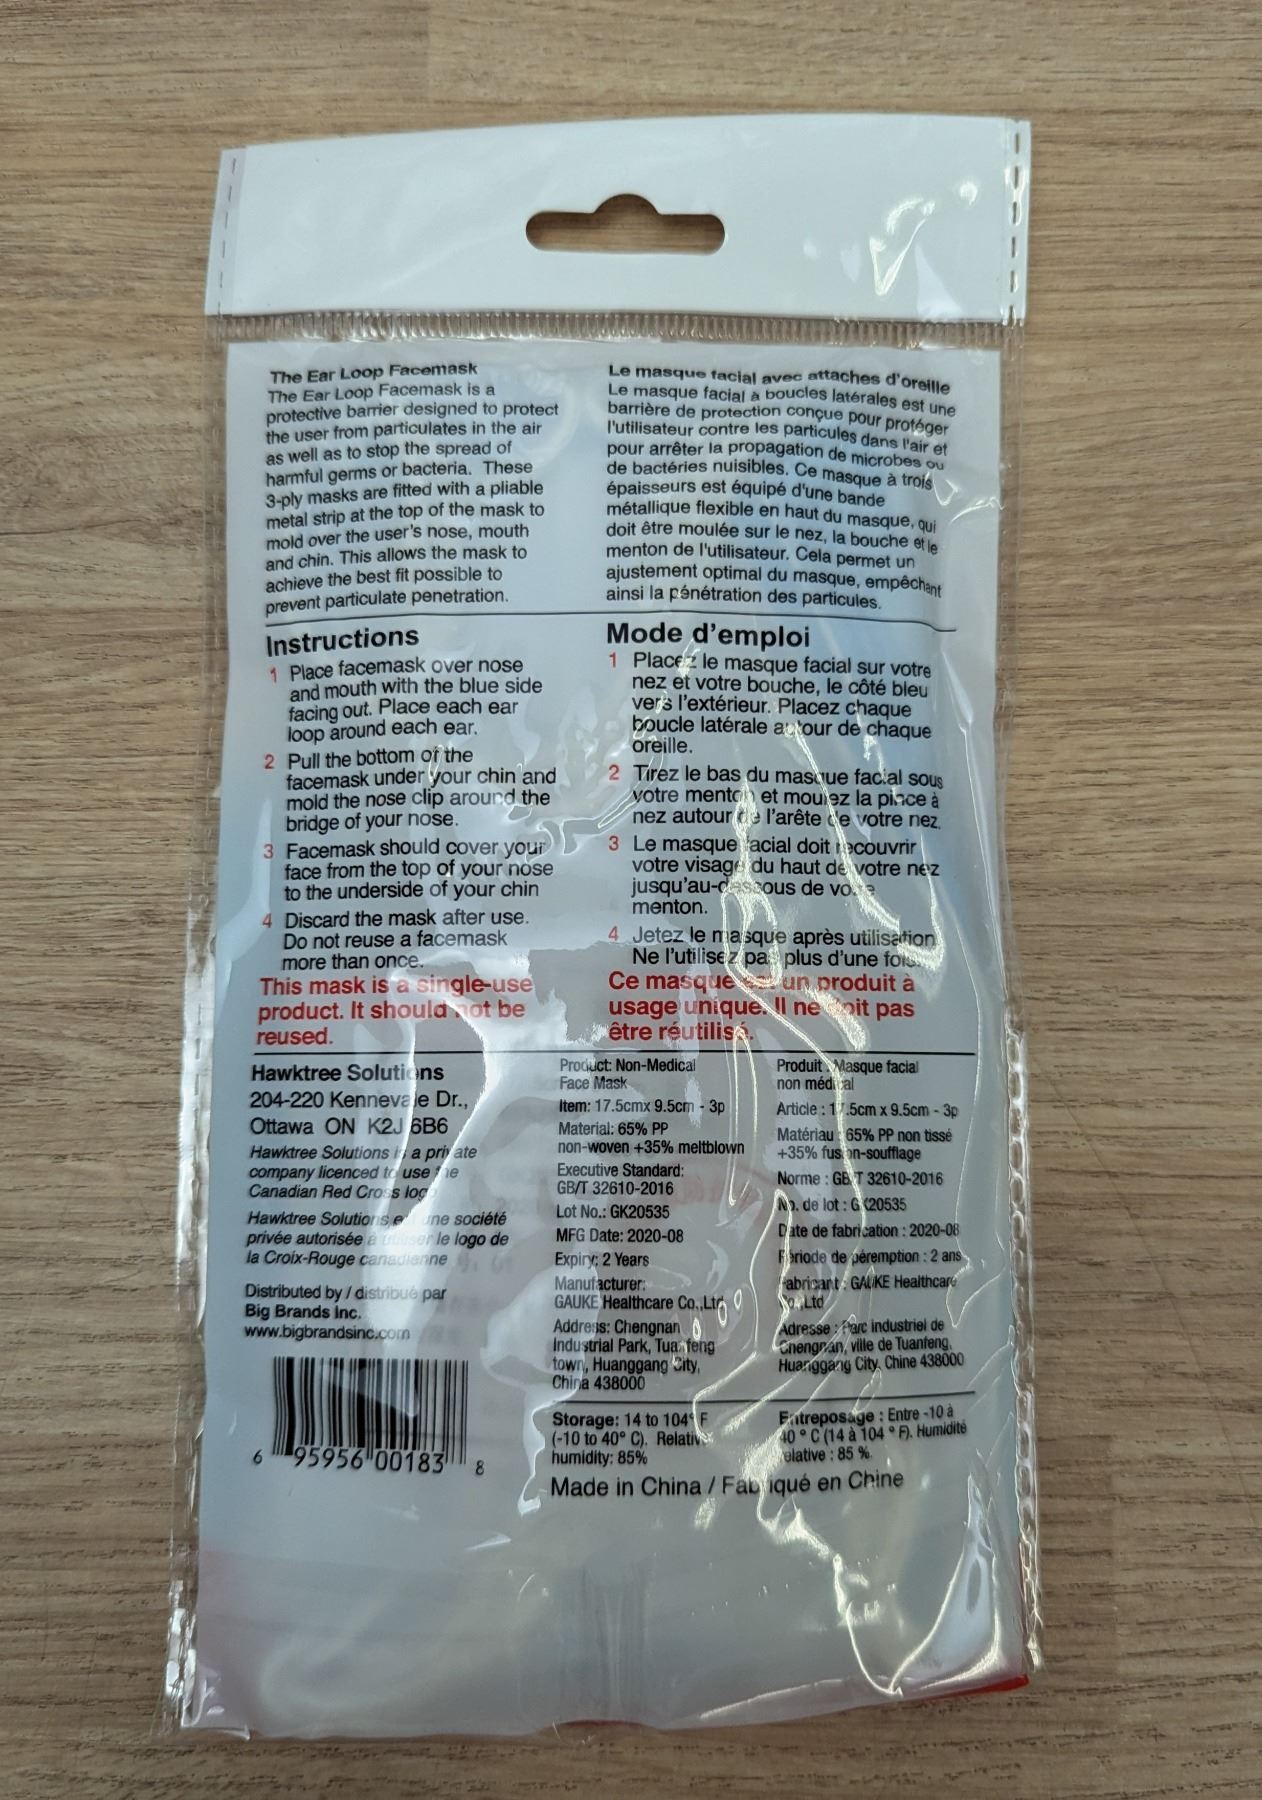 The Ear Loop Facemask
The Ear Loop Facemask is a
protective barrier designed to protect
the user from particulates in the air
as well as to stop the spread of
harmful germs or bacteria. These
3-ply masks are fitted with a pliable
metal strip at the top of the mask to
mold over the user's nose, mouth
and chin. This allows the mask to
achieve the best fit possible to
prevent particulate penetration.
Le masque facial avec attaches d'oreille
Le masque facial à boucles latérales est une
barrière de protection conçue pour protéger
l'utilisateur contre les particules dans l'air et
pour arrêter la propagation de microbes ou
de bactéries nuisibles. Ce masque à trois
épaisseurs est équipé d'une bande
métallique flexible en haut du masque, qui
doit être moulée sur le nez, la bouche et le
menton de l'utilisateur. Cela permet un
ajustement optimal du masque, empêchant
ainsi la pénétration des particules.
Instructions
1 Place facemask over nose
and mouth with the blue side
facing out. Place each ear
loop around each ear.
2 Pull the bottom of the
facemask under your chin and
mold the nose clip around the
bridge of your nose.
3 Facemask should cover your
face from the top of your nose
to the underside of your chin
4 Discard the mask after use.
Do not reuse a facemask
more than once.
This mask is a single-use
product. It should not be
reused.
Mode d'emploi
1 Placez le masque facial sur votre
nez et votre bouche, le côté bleu
vers l'extérieur. Placez chaque
boucle latérale autour de chaque
oreille.
2 Tirez le bas du masque facial sous
votre menton et moulez la pince à
nez autour de l'arête de votre nez.
3 Le masque facial doit recouvrir
votre visage du haut de votre nez
jusqu'au-dessous de votre
menton.
4 Jetez le masque après utilisation
Ne l'utilisez pas plus d'une fois.
Ce masque est un produit à
usage unique. Il ne doit pas
être réutilisé.
Hawktree Solutions
204-220 Kennevale Dr.,
Ottawa ON K2J 6B6
Hawktree Solutions is a private
company licenced to use the
Canadian Red Cross logo
Hawktree Solutions est une société
privée autorisée à utiliser le logo de
la Croix-Rouge canadienne
Distributed by / distribué par
Big Brands Inc.
www.bigbrandsinc.com
6 95956 00183 8
Product: Non-Medical
Face Mask
Item: 17.5cmx 9.5cm - 3p
Material: 65% PP
non-woven +35% meltblown
Executive Standard:
GB/T 32610-2016
Lot No.: GK20535
MFG Date: 2020-08
Expiry: 2 Years
Manufacturer:
GAUKE Healthcare Co.,Ltd
Address: Chengnan
Industrial Park, Tuanfeng
town, Huanggang City,
China 438000
Produit : Masque facial
non médical
Article : 17.5cm x 9.5cm - 3p
Matériau : 65% PP non tissé
+35% fusion-soufflage
Norme : GB/T 32610-2016
No. de lot : GK20535
Date de fabrication : 2020-08
Période de péremption : 2 ans
Fabricant : GAUKE Healthcare
Co.,Ltd
Adresse : Parc industriel de
Chengnan, ville de Tuanfeng,
Huanggang City, Chine 438000
Storage: 14 to 104° F
(-10 to 40° C). Relative
humidity: 85%
Entreposage : Entre -10 à
40 ° C (14 à 104 ° F). Humidité
relative : 85 %.
Made in China / Fabriqué en Chine